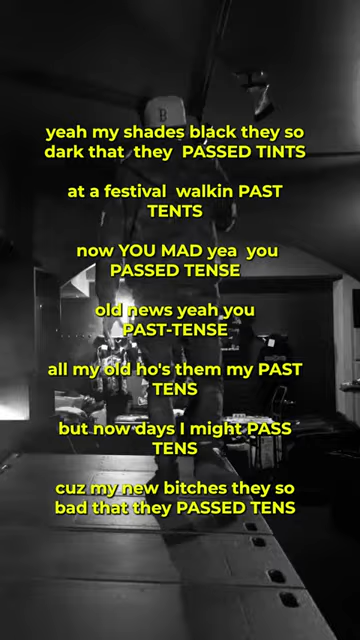 B
yeah my shades black they so
dark that they PASSED TINTS
at a festival walkin PAST
TENTS
now YOU MAD yea you
PASSED TENSE
old news yeah you
PAST-TENSE
all my old ho's them my PAST
TENS
but now days I might PASS
TENS
cuz my new bitches they so
bad that they PASSED TENS